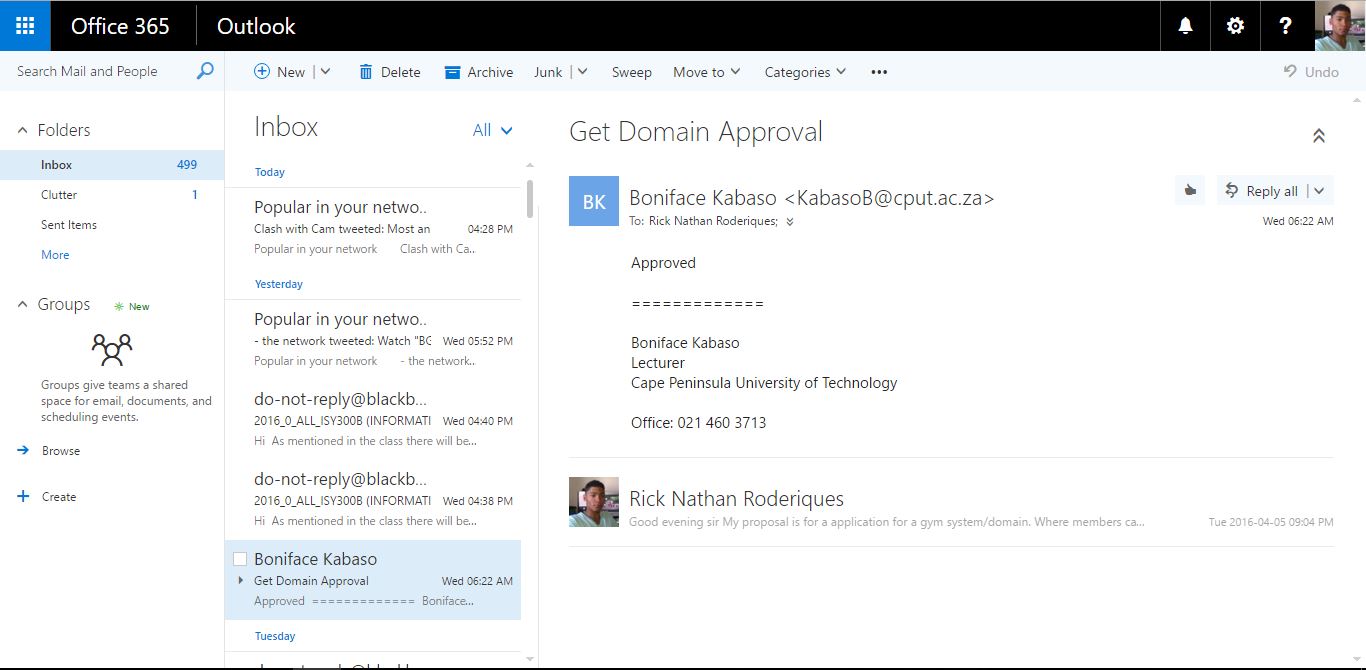 Office 365
Outlook
?
Search Mail and People
New
Delete
Archive
Junk
Sweep
Move to
Categories
•••
Undo
Folders
Inbox 499
Clutter 1
Sent Items
More
Groups
New
Groups give teams a shared
space for email, documents, and
scheduling events.
Browse
Create
Inbox
All
Today
Popular in your netwo..
Clash with Cam tweeted: Most an 04:28 PM
Popular in your network Clash with Ca..
Yesterday
Popular in your netwo..
- the network tweeted: Watch "BG Wed 05:52 PM
Popular in your network - the network..
do-not-reply@blackb...
2016_0_ALL_ISY300B (INFORMATI Wed 04:40 PM
Hi As mentioned in the class there will be...
do-not-reply@blackb...
2016_0_ALL_ISY300B (INFORMATI Wed 04:38 PM
Hi As mentioned in the class there will be...
Boniface Kabaso
Get Domain Approval Wed 06:22 AM
Approved ============= Boniface...
Tuesday
Get Domain Approval
BK
Boniface Kabaso <KabasoB@cput.ac.za>
Reply all
To: Rick Nathan Roderiques;
Wed 06:22 AM
Approved
=============
Boniface Kabaso
Lecturer
Cape Peninsula University of Technology
Office: 021 460 3713
Rick Nathan Roderiques
Good evening sir My proposal is for a application for a gym system/domain. Where members ca... Tue 2016-04-05 09:04 PM